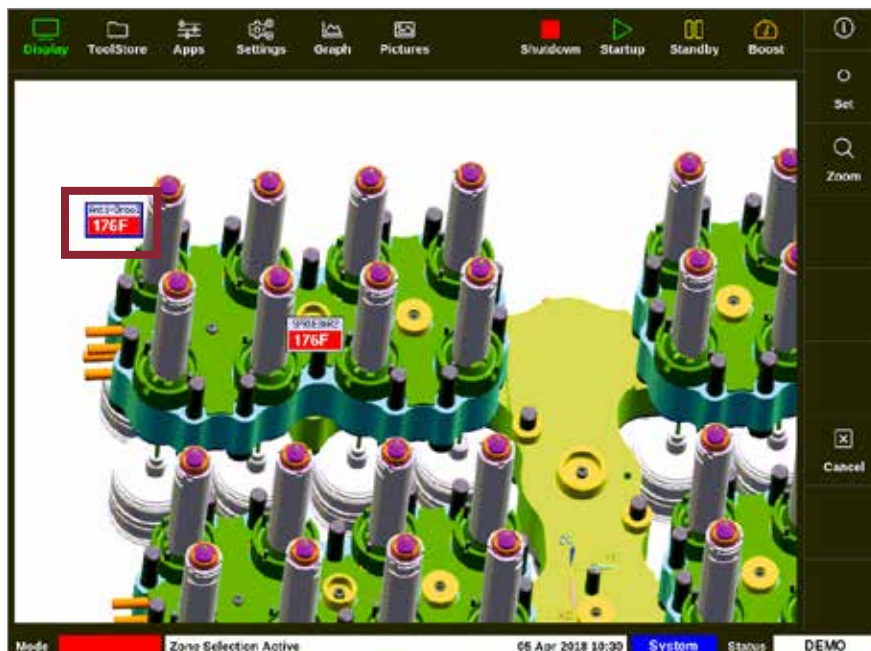 Display ToolStore Apps Settings Graph Pictures Shutdown Startup Standby Boost
Set
Zoom
176F
176F
Cancel
Mode Zone Selection Active 05 Apr 2018 10:30 System Status DEMO